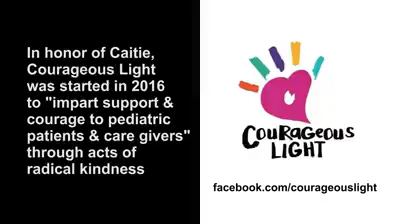 In honor of Caitie,
Courageous Light
was started in 2016
to "impart support &
courage to pediatric
patients & care givers"
through acts of
radical kindness
COURAGEOUS
LIGHT
facebook.com/courageouslight